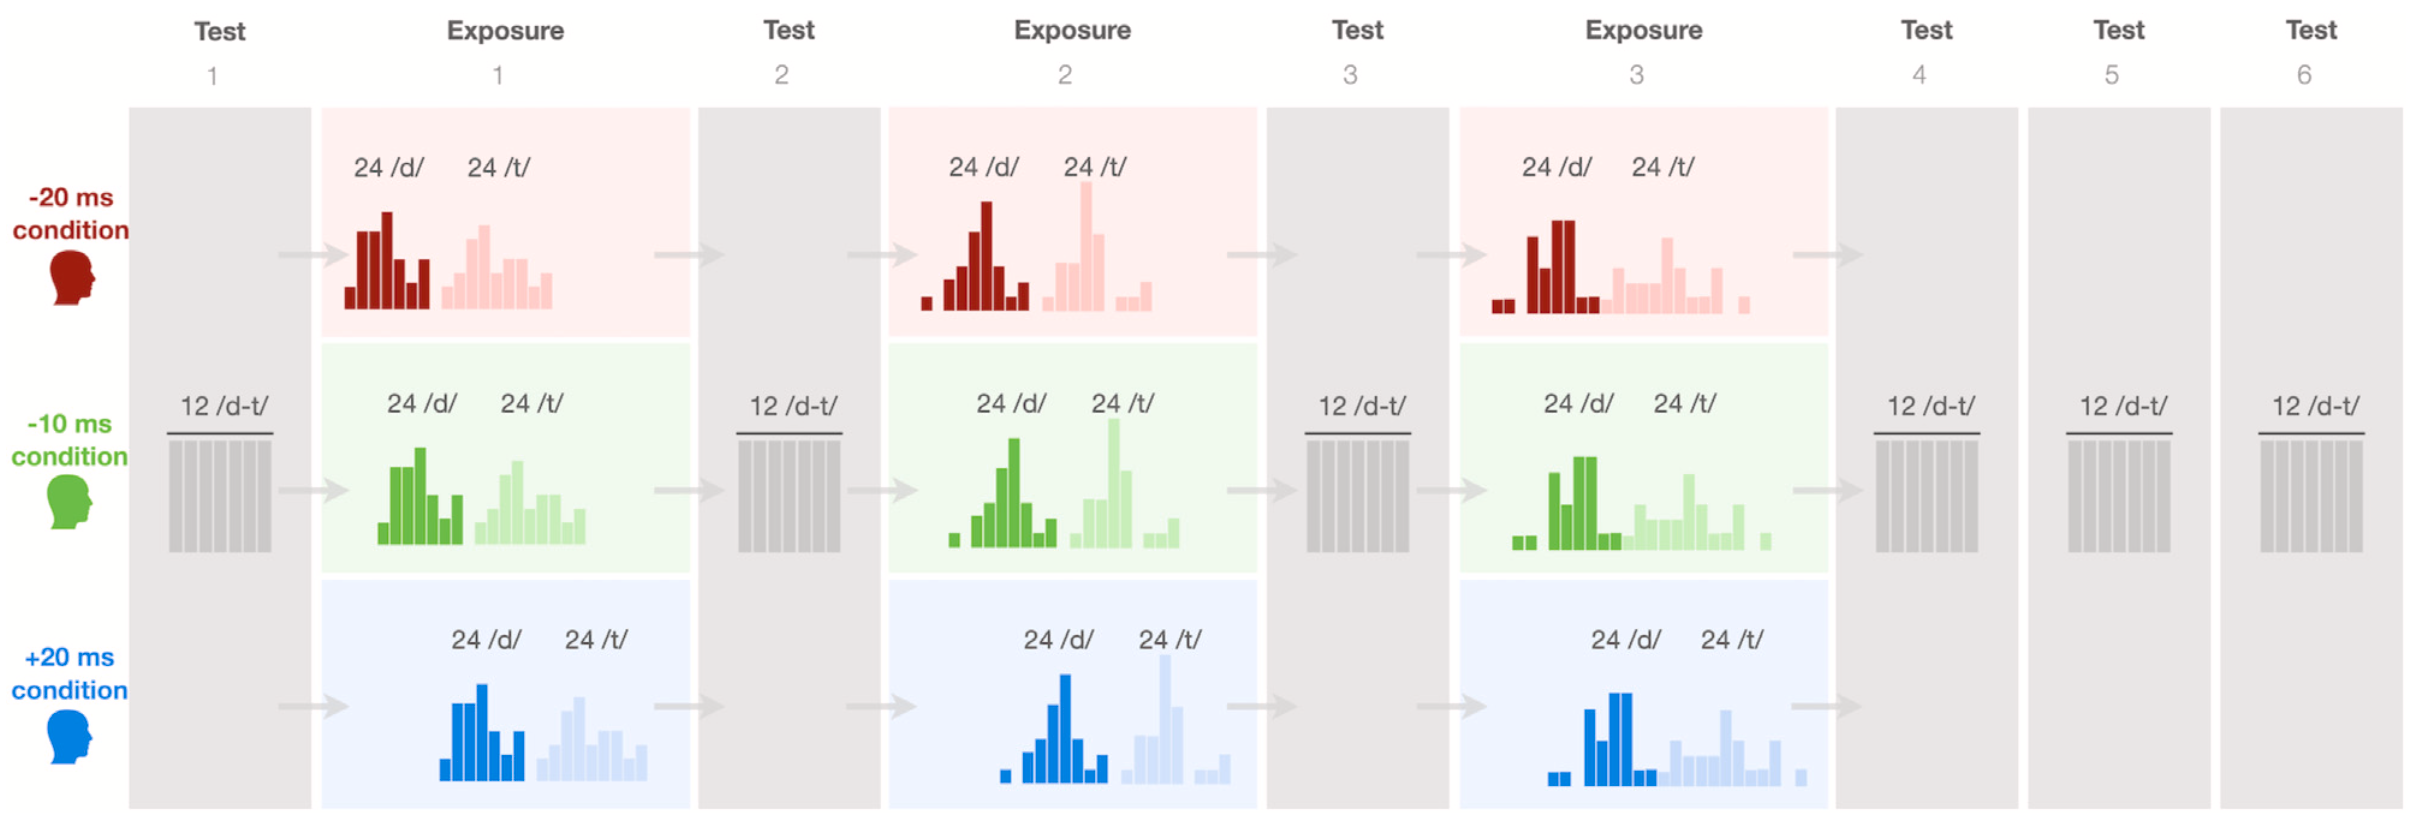 Test Exposure Test Exposure Test Exposure Test Test Test
1 1 2 2 3 3 4 5 6
-20 ms
condition
24 /d/ 24 /t/ 24 /d/ 24 /t/ 24 /d/ 24 /t/
-10 ms
condition
12 /d-t/ 24 /d/ 24 /t/ 12 /d-t/ 24 /d/ 24 /t/ 12 /d-t/ 24 /d/ 24 /t/ 12 /d-t/ 12 /d-t/ 12 /d-t/
+20 ms
condition
24 /d/ 24 /t/ 24 /d/ 24 /t/ 24 /d/ 24 /t/